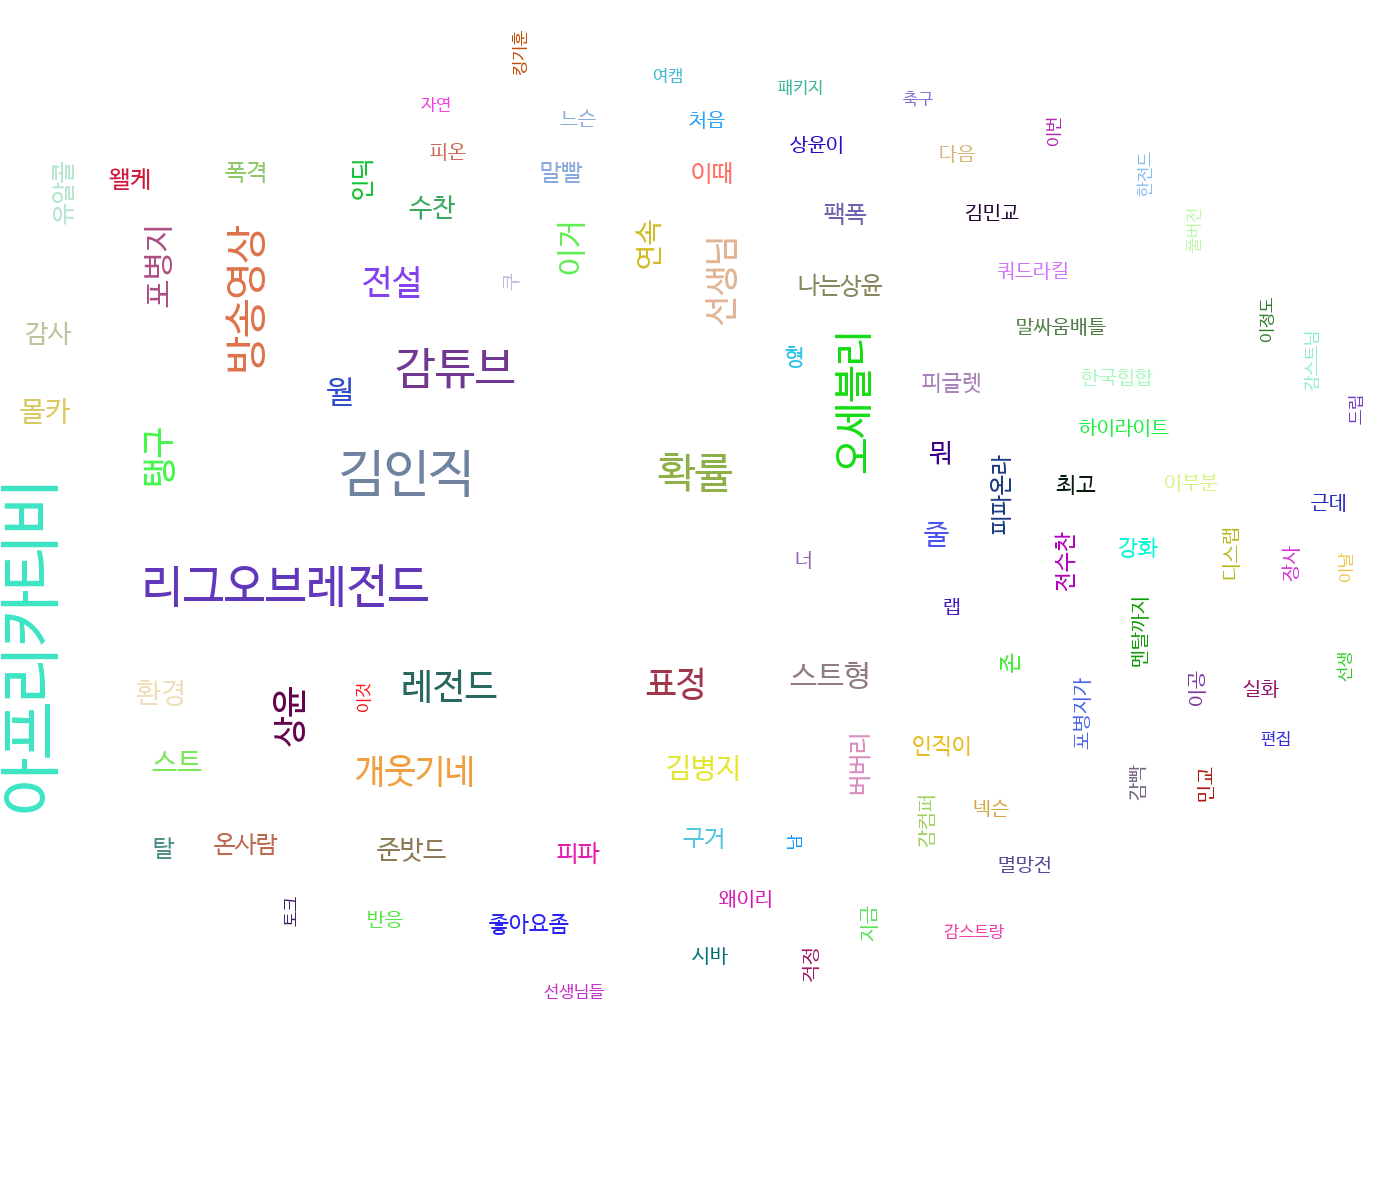 킹기훈
여캠
패키지
축구
자연
느슨
처음
이번
상윤이
피온
다음
한전드
유알콜
왤케
폭격
인딕
말빨
이때
수찬
팩폭
김민교
풀버전
포병지
방송영상
이거
연속
선생님
쿼드라킬
전설
쿡
나는상윤
감사
말싸움배틀
이정도
감스트님
감튜브
형
오세블리
피글렛
한국힙합
월
몰카
드립
하이라이트
탱구
김인직
확률
뭐
피파온라
최고
이부분
근데
아프리카티비
줄
전수찬
강화
디스랩
장사
이날
너
리그오브레전드
랩
멘탈까지
존
선생
환경
상윤
이것
레전드
표정
스트형
포병지가
이공
실화
스트
개웃기네
김병지
버버리
인직이
편집
감빡
민교
감컴퍼
넥슨
탈
온사람
준밧드
피파
구거
남
멸망전
토크
반응
좋아요좀
왜이리
지금
감스트랑
시바
걱정
선생님들